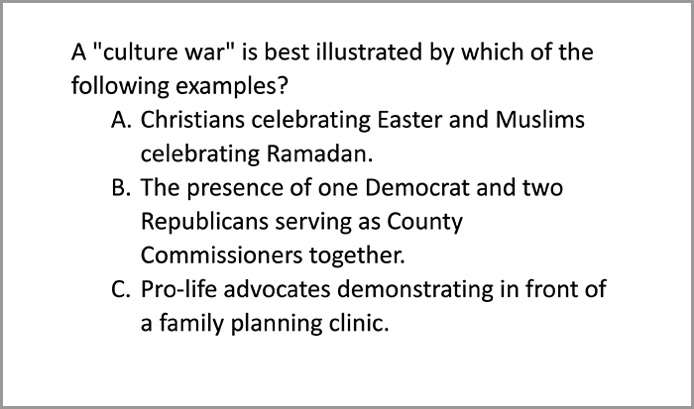 A "culture war" is best illustrated by which of the
following examples?
A. Christians celebrating Easter and Muslims
celebrating Ramadan.
B. The presence of one Democrat and two
Republicans serving as County
Commissioners together.
C. Pro-life advocates demonstrating in front of
a family planning clinic.